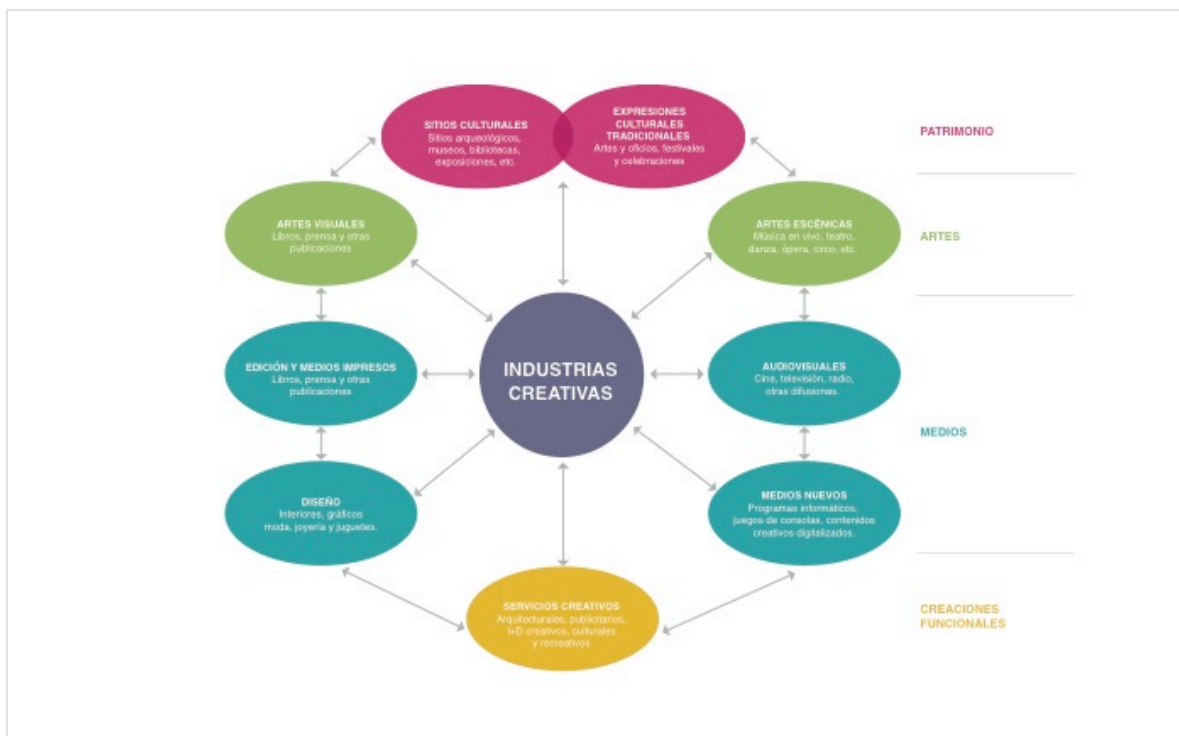 SITIOS CULTURALES
Sitios arqueológicos,
museos, bibliotecas,
exposiciones, etc.
EXPRESIONES
CULTURALES
TRADICIONALES
Artes y oficios, festivales
y celebraciones
PATRIMONIO
ARTES VISUALES
Libros, prensa y otras
publicaciones
ARTES ESCÉNICAS
Música en vivo, teatro,
danza, ópera, circo, etc.
ARTES
EDICIÓN Y MEDIOS IMPRESOS
Libros, prensa y otras
publicaciones
INDUSTRIAS
CREATIVAS
AUDIOVISUALES
Cine, televisión, radio,
otras difusiones.
MEDIOS
DISEÑO
Interiores, gráficos
moda, joyería y juguetes.
MEDIOS NUEVOS
Programas informáticos,
juegos de consolas, contenidos
creativos digitalizados.
SERVICIOS CREATIVOS
Arquitecturales, publicitarios,
I+D creativos, culturales
y recreativos
CREACIONES
FUNCIONALES